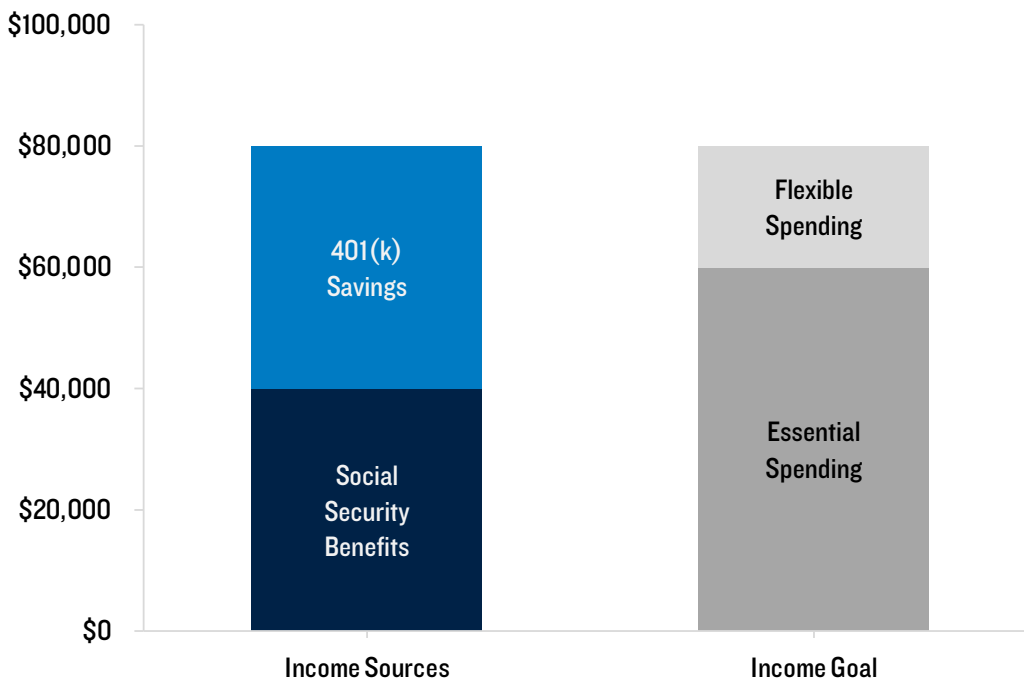 $100,000
$80,000
$60,000
$40,000
$20,000
$0
401(k)
Savings
Social
Security
Benefits
Flexible
Spending
Essential
Spending
Income Sources
Income Goal